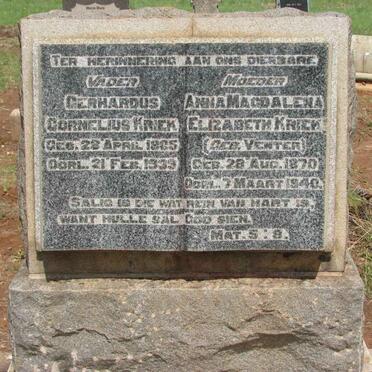 TER HERINNERING AAN ONS DIERBARE
VADER
GERHARDUS
CORNELIUS KRIEK
GEB. 28 APRIL 1865
OORL. 21 FEB. 1939
MOEDER
ANNA MAGDALENA
ELIZABETH KRIEK
(GEB. VENTER)
GEB. 28 AUG. 1870
OORL. 7 MAART 1940.
SALIG IS DIE WAT REIN VAN HART IS,
WANT HULLE SAL GOD SIEN.
MAT. 5:8.